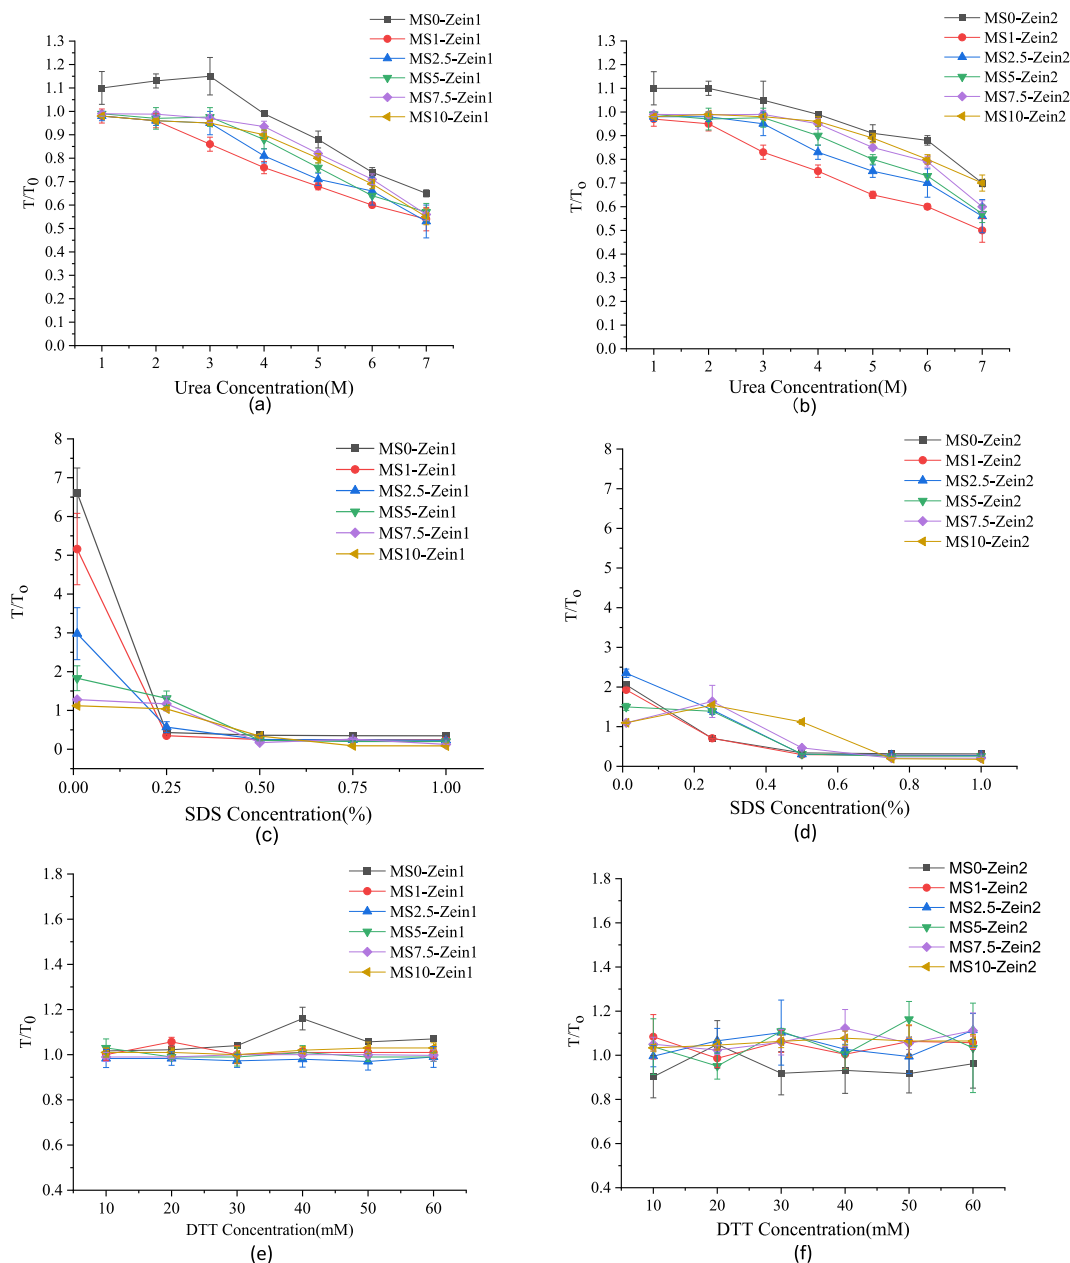 MS0-Zein1
MS1-Zein1
MS2.5-Zein1
MS5-Zein1
MS7.5-Zein1
MS10-Zein1
1.3
1.2
1.1
1.0
0.9
0.8
0.7
0.6
0.5
0.4
0.3
0.2
0.1
0.0
T/T0
1 2 3 4 5 6 7
Urea Concentration(M)
(a)
MS0-Zein2
MS1-Zein2
MS2.5-Zein2
MS5-Zein2
MS7.5-Zein2
MS10-Zein2
1.3
1.2
1.1
1.0
0.9
0.8
0.7
0.6
0.5
0.4
0.3
0.2
0.1
0.0
T/To
1 2 3 4 5 6 7
Urea Concentration(M)
(b)
MS0-Zein1
MS1-Zein1
MS2.5-Zein1
MS5-Zein1
MS7.5-Zein1
MS10-Zein1
8
7
6
5
4
3
2
1
0
T/To
0.00 0.25 0.50 0.75 1.00
SDS Concentration(%)
(c)
MS0-Zein2
MS1-Zein2
MS2.5-Zein2
MS5-Zein2
MS7.5-Zein2
MS10-Zein2
8
7
6
5
4
3
2
1
0
T/To
0.0 0.2 0.4 0.6 0.8 1.0
SDS Concentration(%)
(d)
MS0-Zein1
MS1-Zein1
MS2.5-Zein1
MS5-Zein1
MS7.5-Zein1
MS10-Zein1
1.8
1.6
1.4
1.2
1.0
0.8
0.6
0.4
T/T0
10 20 30 40 50 60
DTT Concentration(mM)
(e)
MS0-Zein2
MS1-Zein2
MS2.5-Zein2
MS5-Zein2
MS7.5-Zein2
MS10-Zein2
1.8
1.6
1.4
1.2
1.0
0.8
0.6
0.4
T/To
10 20 30 40 50 60
DTT Concentration(mM)
(f)